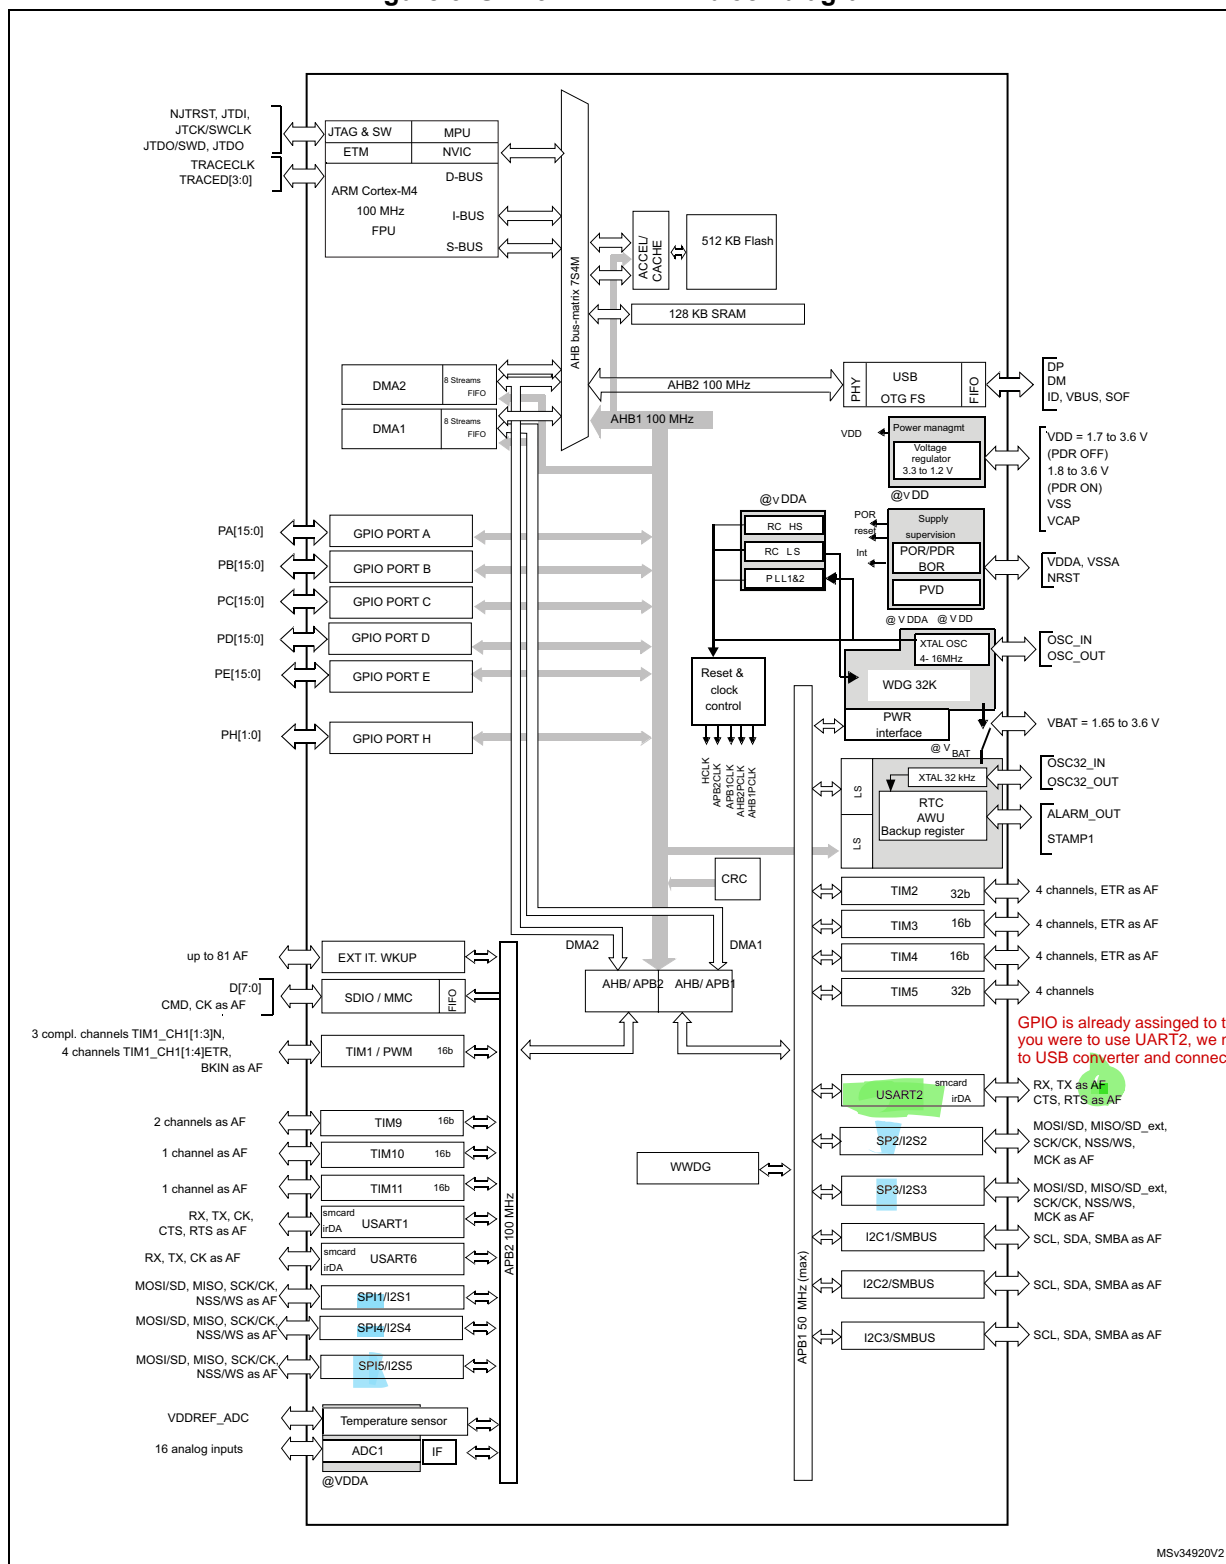 NJTRST, JTDI,
JTCK/SWCLK
JTDO/SWD, JTDO
TRACECLK
TRACED[3:0]
JTAG & SW
MPU
ETM
NVIC
D-BUS
ARM Cortex-M4
100 MHz
FPU
I-BUS
S-BUS
AHB bus-matrix 7S4M
ACCEL/
CACHE
512 KB Flash
128 KB SRAM
DMA2
8 Streams
FIFO
DMA1
8 Streams
FIFO
AHB2 100 MHz
AHB1 100 MHz
PHY
USB
OTG FS
FIFO
DP
DM
ID, VBUS, SOF
Power managmt
VDD
Voltage
regulator
3.3 to 1.2 V
@VDD
VDD = 1.7 to 3.6 V
(PDR OFF)
1.8 to 3.6 V
(PDR ON)
VSS
VCAP
@VDDA
RC HS
RC LS
PLL1&2
POR
reset
Int
Supply
supervision
POR/PDR
BOR
PVD
VDDA, VSSA
NRST
@VDDA @VDD
XTAL OSC
4- 16MHz
OSC_IN
OSC_OUT
WDG 32K
Reset &
clock
control
HCLK
APB2CLK
APB1CLK
AHB2PCLK
AHB1PCLK
PWR
interface
VBAT = 1.65 to 3.6 V
@VBAT
LS
XTAL 32 kHz
OSC32_IN
OSC32_OUT
RTC
AWU
Backup register
LS
ALARM_OUT
STAMP1
PA[15:0]
GPIO PORT A
PB[15:0]
GPIO PORT B
PC[15:0]
GPIO PORT C
PD[15:0]
GPIO PORT D
PE[15:0]
GPIO PORT E
PH[1:0]
GPIO PORT H
CRC
DMA2
DMA1
AHB/ APB2
AHB/ APB1
TIM2 32b
4 channels, ETR as AF
TIM3 16b
4 channels, ETR as AF
TIM4 16b
4 channels, ETR as AF
TIM5 32b
4 channels
up to 81 AF
EXT IT. WKUP
D[7:0]
CMD, CK as AF
SDIO / MMC
FIFO
3 compl. channels TIM1_CH1[1:3]N,
4 channels TIM1_CH1[1:4]ETR,
BKIN as AF
TIM1 / PWM 16b
2 channels as AF
TIM9 16b
1 channel as AF
TIM10 16b
1 channel as AF
TIM11 16b
RX, TX, CK,
CTS, RTS as AF
smcard
irDA
USART1
RX, TX, CK as AF
smcard
irDA
USART6
MOSI/SD, MISO, SCK/CK,
NSS/WS as AF
SPI1/I2S1
MOSI/SD, MISO, SCK/CK,
NSS/WS as AF
SPI4/I2S4
MOSI/SD, MISO, SCK/CK,
NSS/WS as AF
SPI5/I2S5
VDDREF_ADC
Temperature sensor
16 analog inputs
ADC1
IF
@VDDA
APB2 100 MHz
WWDG
APB1 50 MHz (max)
GPIO is already assinged to
you were to use UART2, we
to USB converter and
USART2
smcard
irDA
RX, TX as AF
CTS, RTS as AF
SP2/I2S2
MOSI/SD, MISO/SD_ext,
SCK/CK, NSS/WS,
MCK as AF
SP3/I2S3
MOSI/SD, MISO/SD_ext,
SCK/CK, NSS/WS,
MCK as AF
I2C1/SMBUS
SCL, SDA, SMBA as AF
I2C2/SMBUS
SCL, SDA, SMBA as AF
I2C3/SMBUS
SCL, SDA, SMBA as AF
MSv34920V2